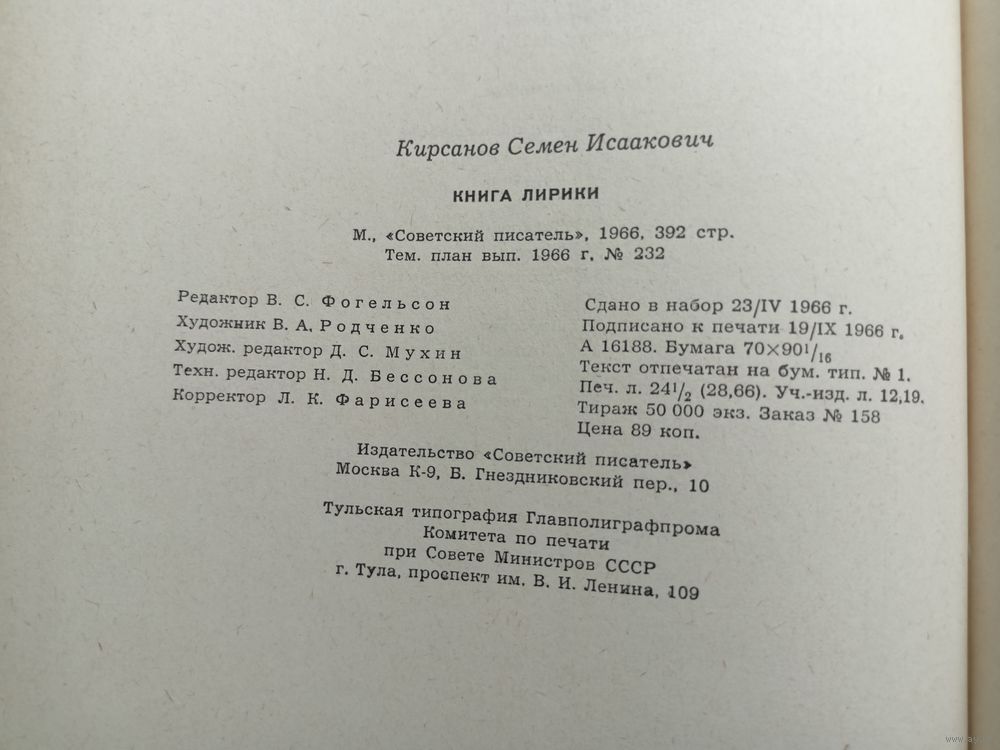 Кирсанов Семен Исаакович
КНИГА ЛИРИКИ
М., «Советский писатель», 1966, 392 стр.
Тем. план вып. 1966 г. № 232
Редактор В. С. Фогельсон
Художник В. А. Родченко
Худож. редактор Д. С. Мухин
Техн. редактор Н. Д. Бессонова
Корректор Л. К. Фарисеева
Сдано в набор 23/IV 1966 г.
Подписано к печати 19/IX 1966 г.
А 16188. Бумага 70×90¹/₁₆
Текст отпечатан на бум. тип. № 1.
Печ. л. 24¹/₂ (28,66). Уч.-изд. л. 12,19.
Тираж 50 000 экз. Заказ № 158
Цена 89 коп.
Издательство «Советский писатель»
Москва К-9, Б. Гнездниковский пер., 10
Тульская типография Главполиграфпрома
Комитета по печати
при Совете Министров СССР
г. Тула, проспект им. В. И. Ленина, 109